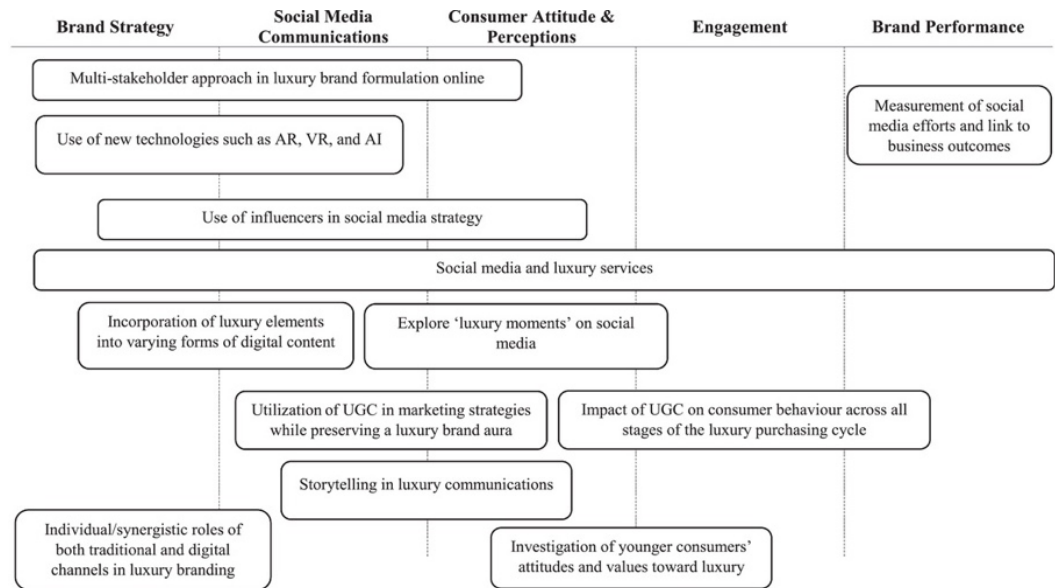 Brand Strategy
Social Media
Communications
Consumer Attitude &
Perceptions
Engagement
Brand Performance
Multi-stakeholder approach in luxury brand formulation online
Measurement of social
media efforts and link to
business outcomes
Use of new technologies such as AR, VR, and AI
Use of influencers in social media strategy
Social media and luxury services
Incorporation of luxury elements
into varying forms of digital content
Explore ‘luxury moments’ on social
media
Utilization of UGC in marketing strategies
while preserving a luxury brand aura
Impact of UGC on consumer behaviour across all
stages of the luxury purchasing cycle
Storytelling in luxury communications
Individual/synergistic roles of
both traditional and digital
channels in luxury branding
Investigation of younger consumers’
attitudes and values toward luxury